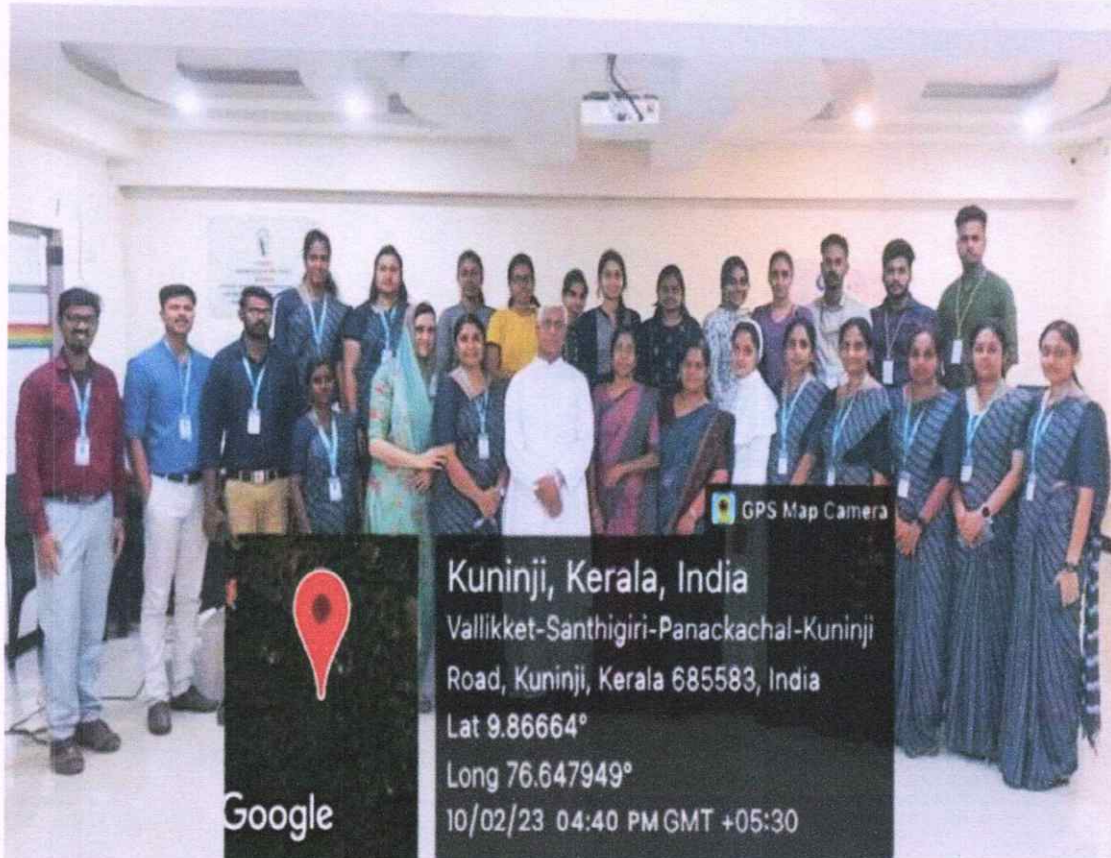 GPS Map Camera
Kuninji, Kerala, India
Vallikket-Santhigiri-Panackachal-Kuninji
Road, Kuninji, Kerala 685583, India
Lat 9.86664°
Long 76.647949°
10/02/23 04:40 PM GMT +05:30
Google